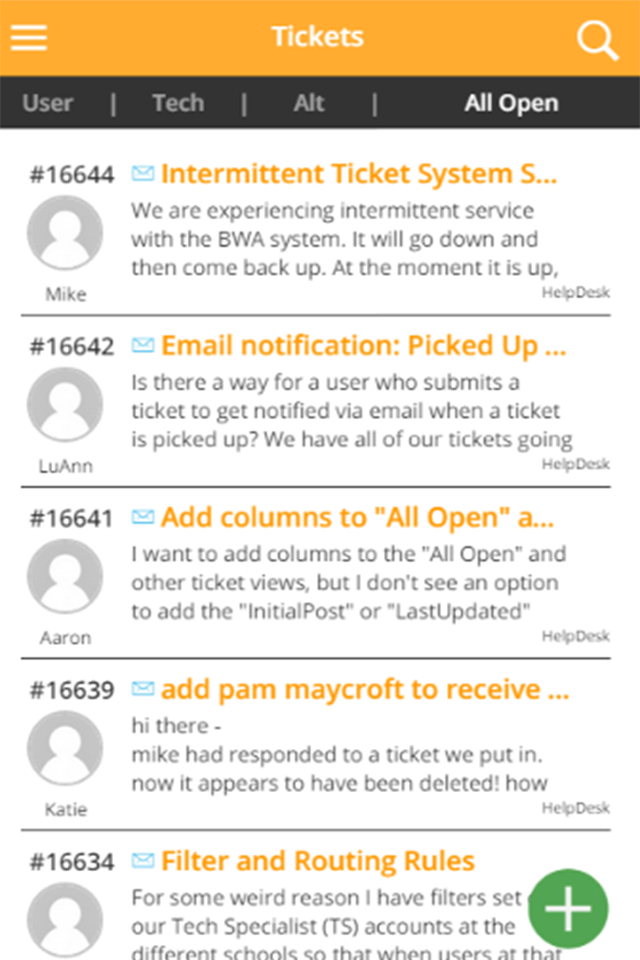 Tickets
User | Tech | Alt | All Open
#16644 Intermittent Ticket System S...
We are experiencing intermittent service
with the BWA system. It will go down and
then come back up. At the moment it is up,
Mike
HelpDesk
#16642 Email notification: Picked Up ...
Is there a way for a user who submits a
ticket to get notified via email when a ticket
is picked up? We have all of our tickets going
LuAnn
HelpDesk
#16641 Add columns to "All Open" a...
I want to add columns to the "All Open" and
other ticket views, but I don't see an option
to add the "InitialPost" or "LastUpdated"
Aaron
HelpDesk
#16639 add pam maycroft to receive ...
hi there -
mike had responded to a ticket we put in.
now it appears to have been deleted! how
Katie
HelpDesk
#16634 Filter and Routing Rules
For some weird reason I have filters set
our Tech Specialist (TS) accounts at the
different schools so that when users at that